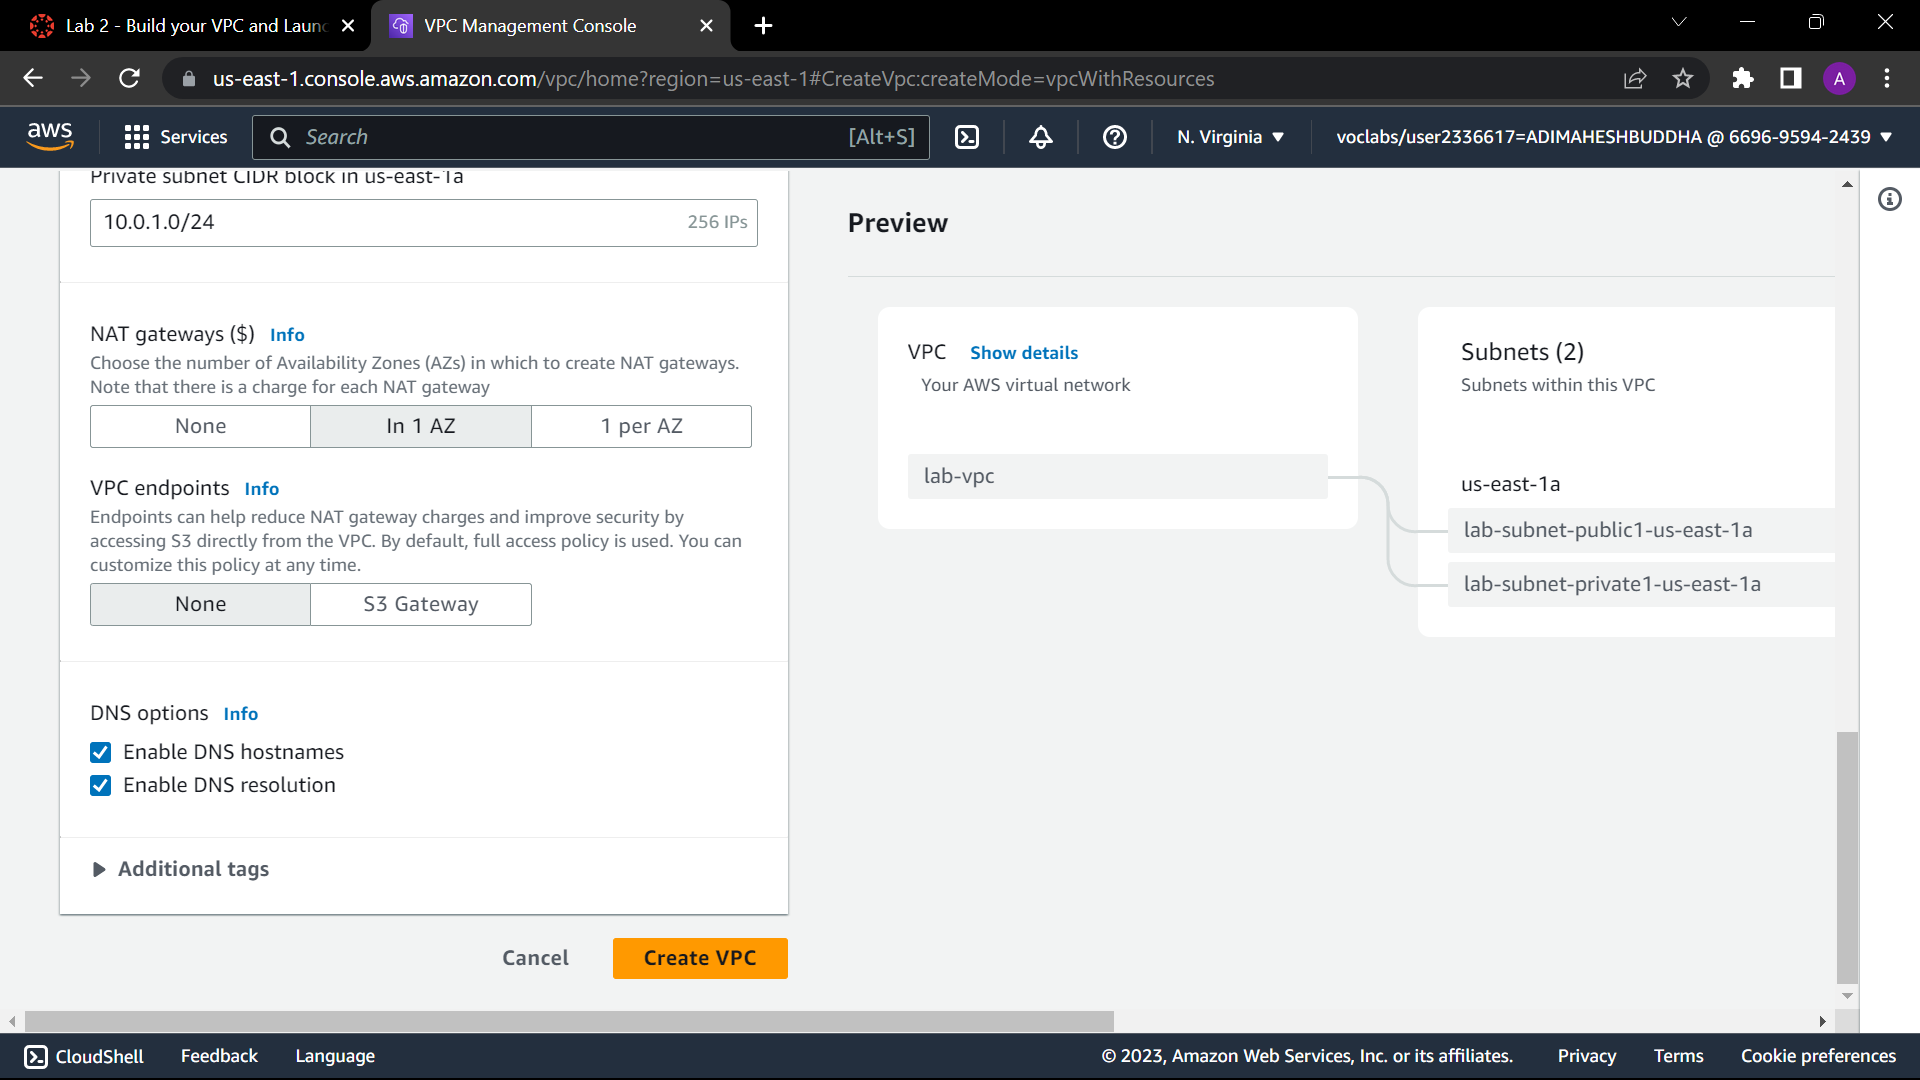 Lab 2 - Build your VPC and Laun
VPC Management Console
us-east-1.console.aws.amazon.com/vpc/home?region=us-east-1#CreateVpc:createMode=vpcWithResources
A
aws
Services
Search
[Alt+S]
N. Virginia
voclabs/user2336617=ADIMAHESHBUDDHA @ 6696-9594-2439
Private subnet CIDR block in us-east-1a
10.0.1.0/24
256 IPs
NAT gateways ($) Info
Choose the number of Availability Zones (AZs) in which to create NAT gateways.
Note that there is a charge for each NAT gateway
None
In 1 AZ
1 per AZ
VPC endpoints Info
Endpoints can help reduce NAT gateway charges and improve security by
accessing S3 directly from the VPC. By default, full access policy is used. You can
customize this policy at any time.
None
S3 Gateway
DNS options Info
Enable DNS hostnames
Enable DNS resolution
Additional tags
Cancel
Create VPC
Preview
VPC Show details
Your AWS virtual network
lab-vpc
Subnets (2)
Subnets within this VPC
us-east-1a
lab-subnet-public1-us-east-1a
lab-subnet-private1-us-east-1a
CloudShell
Feedback
Language
© 2023, Amazon Web Services, Inc. or its affiliates.
Privacy
Terms
Cookie preferences